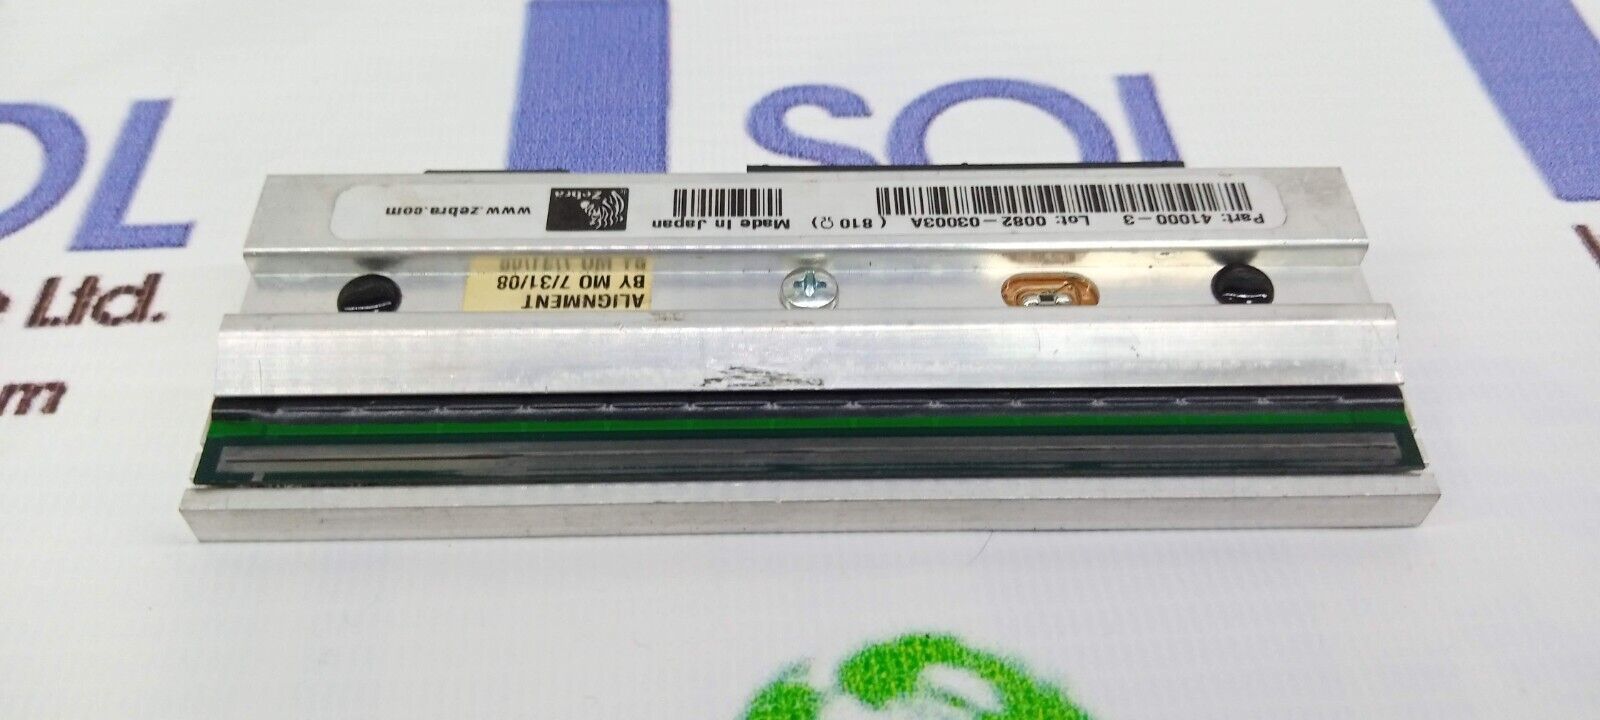 OL
SOL
e Ltd.
m
Part: 41000-3 Lot: 0082-03003A (810Ω)
Made In Japan
Zebra
www.zebra.com
ALIGNMENT
BY MO 7/31/08